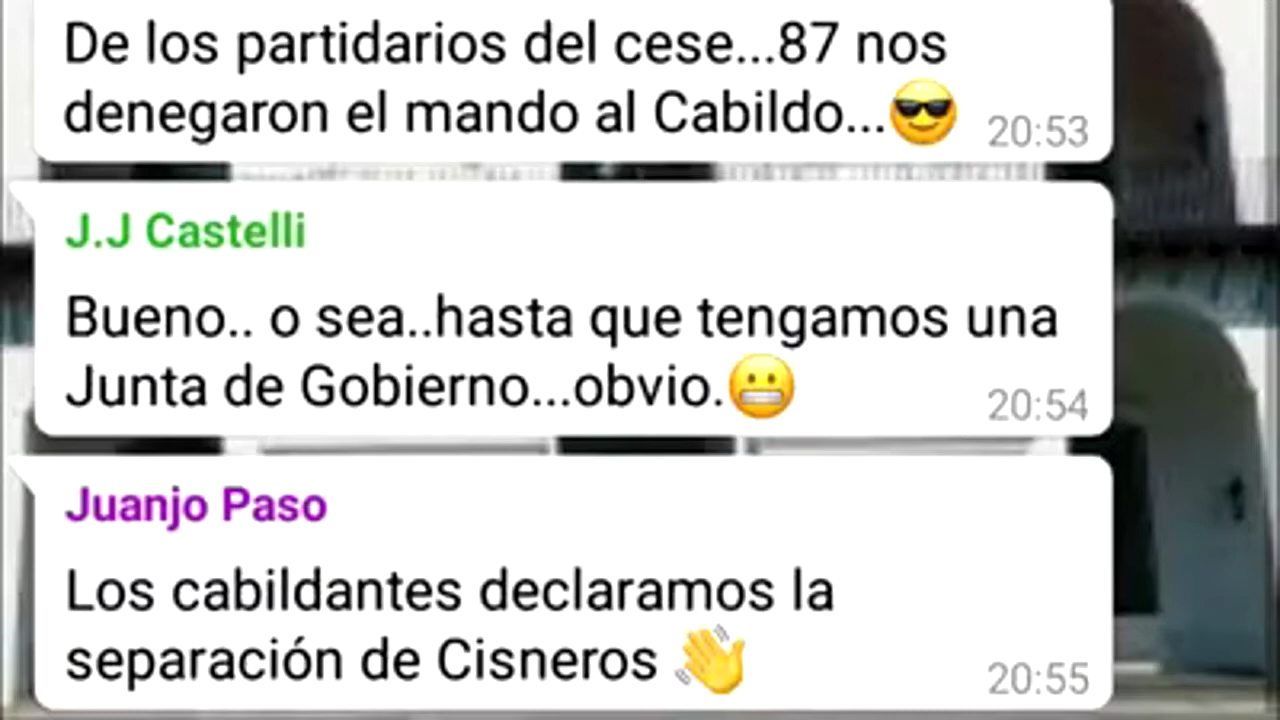 De los partidarios del cese...87 nos
denegaron el mando al Cabildo...😎 20:53
J.J Castelli
Bueno.. o sea..hasta que tengamos una
Junta de Gobierno...obvio.😬 20:54
Juanjo Paso
Los cabildantes declaramos la
separación de Cisneros 👋 20:55